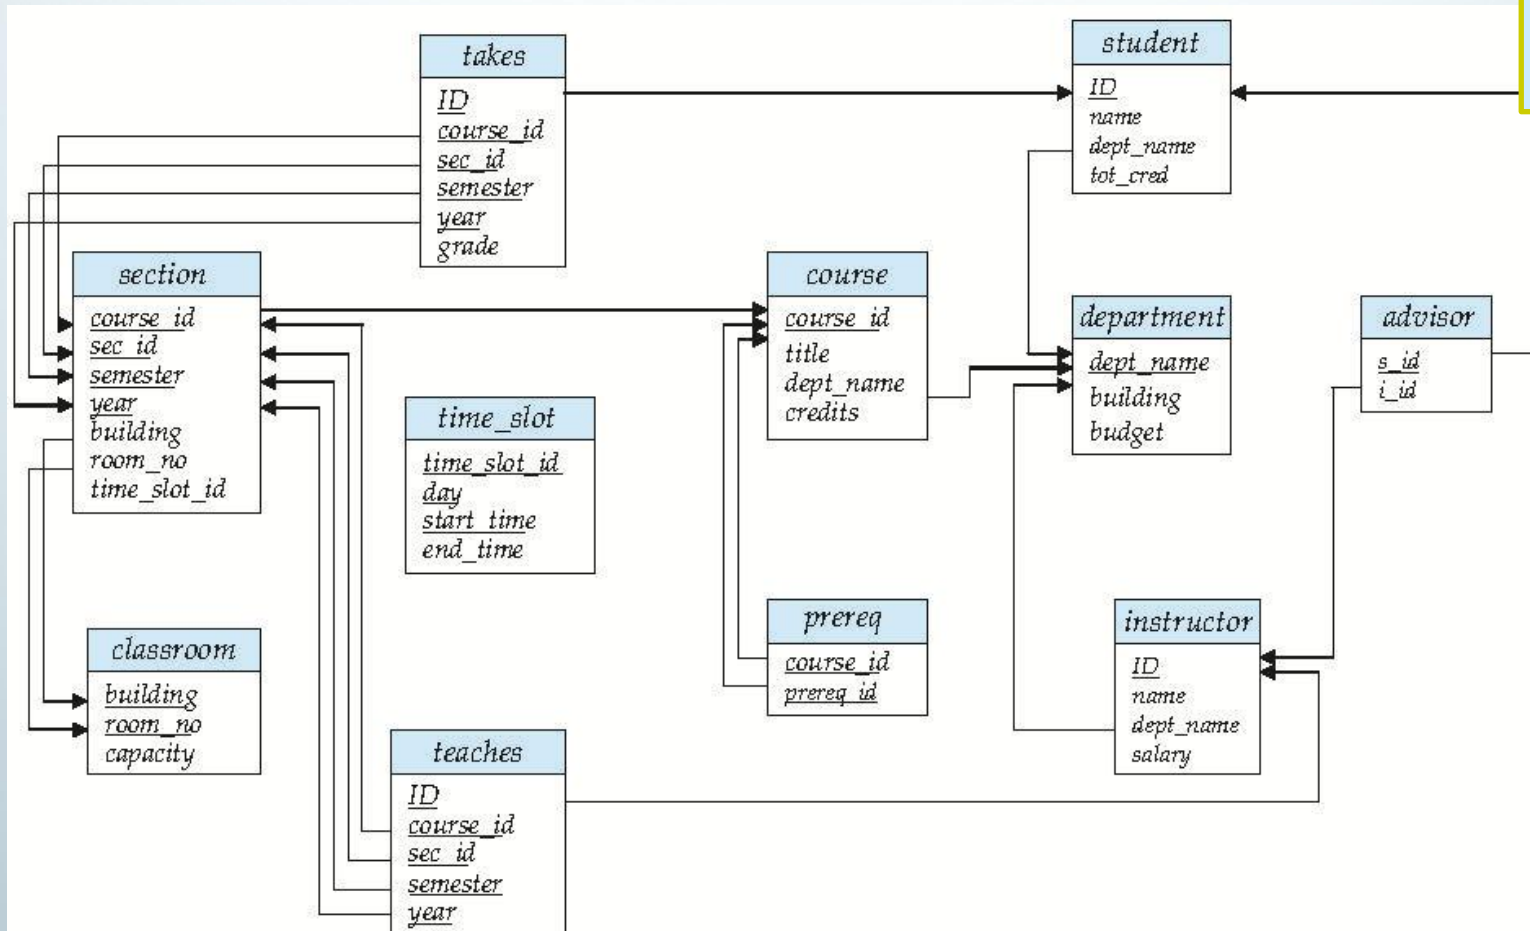 takes
ID
course_id
sec_id
semester
year
grade
student
ID
name
dept_name
tot_cred
section
course_id
sec_id
semester
year
building
room_no
time_slot_id
course
course_id
title
dept_name
credits
department
dept_name
building
budget
advisor
s_id
i_id
time_slot
time_slot_id
day
start_time
end_time
prereq
course_id
prereq_id
instructor
ID
name
dept_name
salary
classroom
building
room_no
capacity
teaches
ID
course_id
sec_id
semester
year